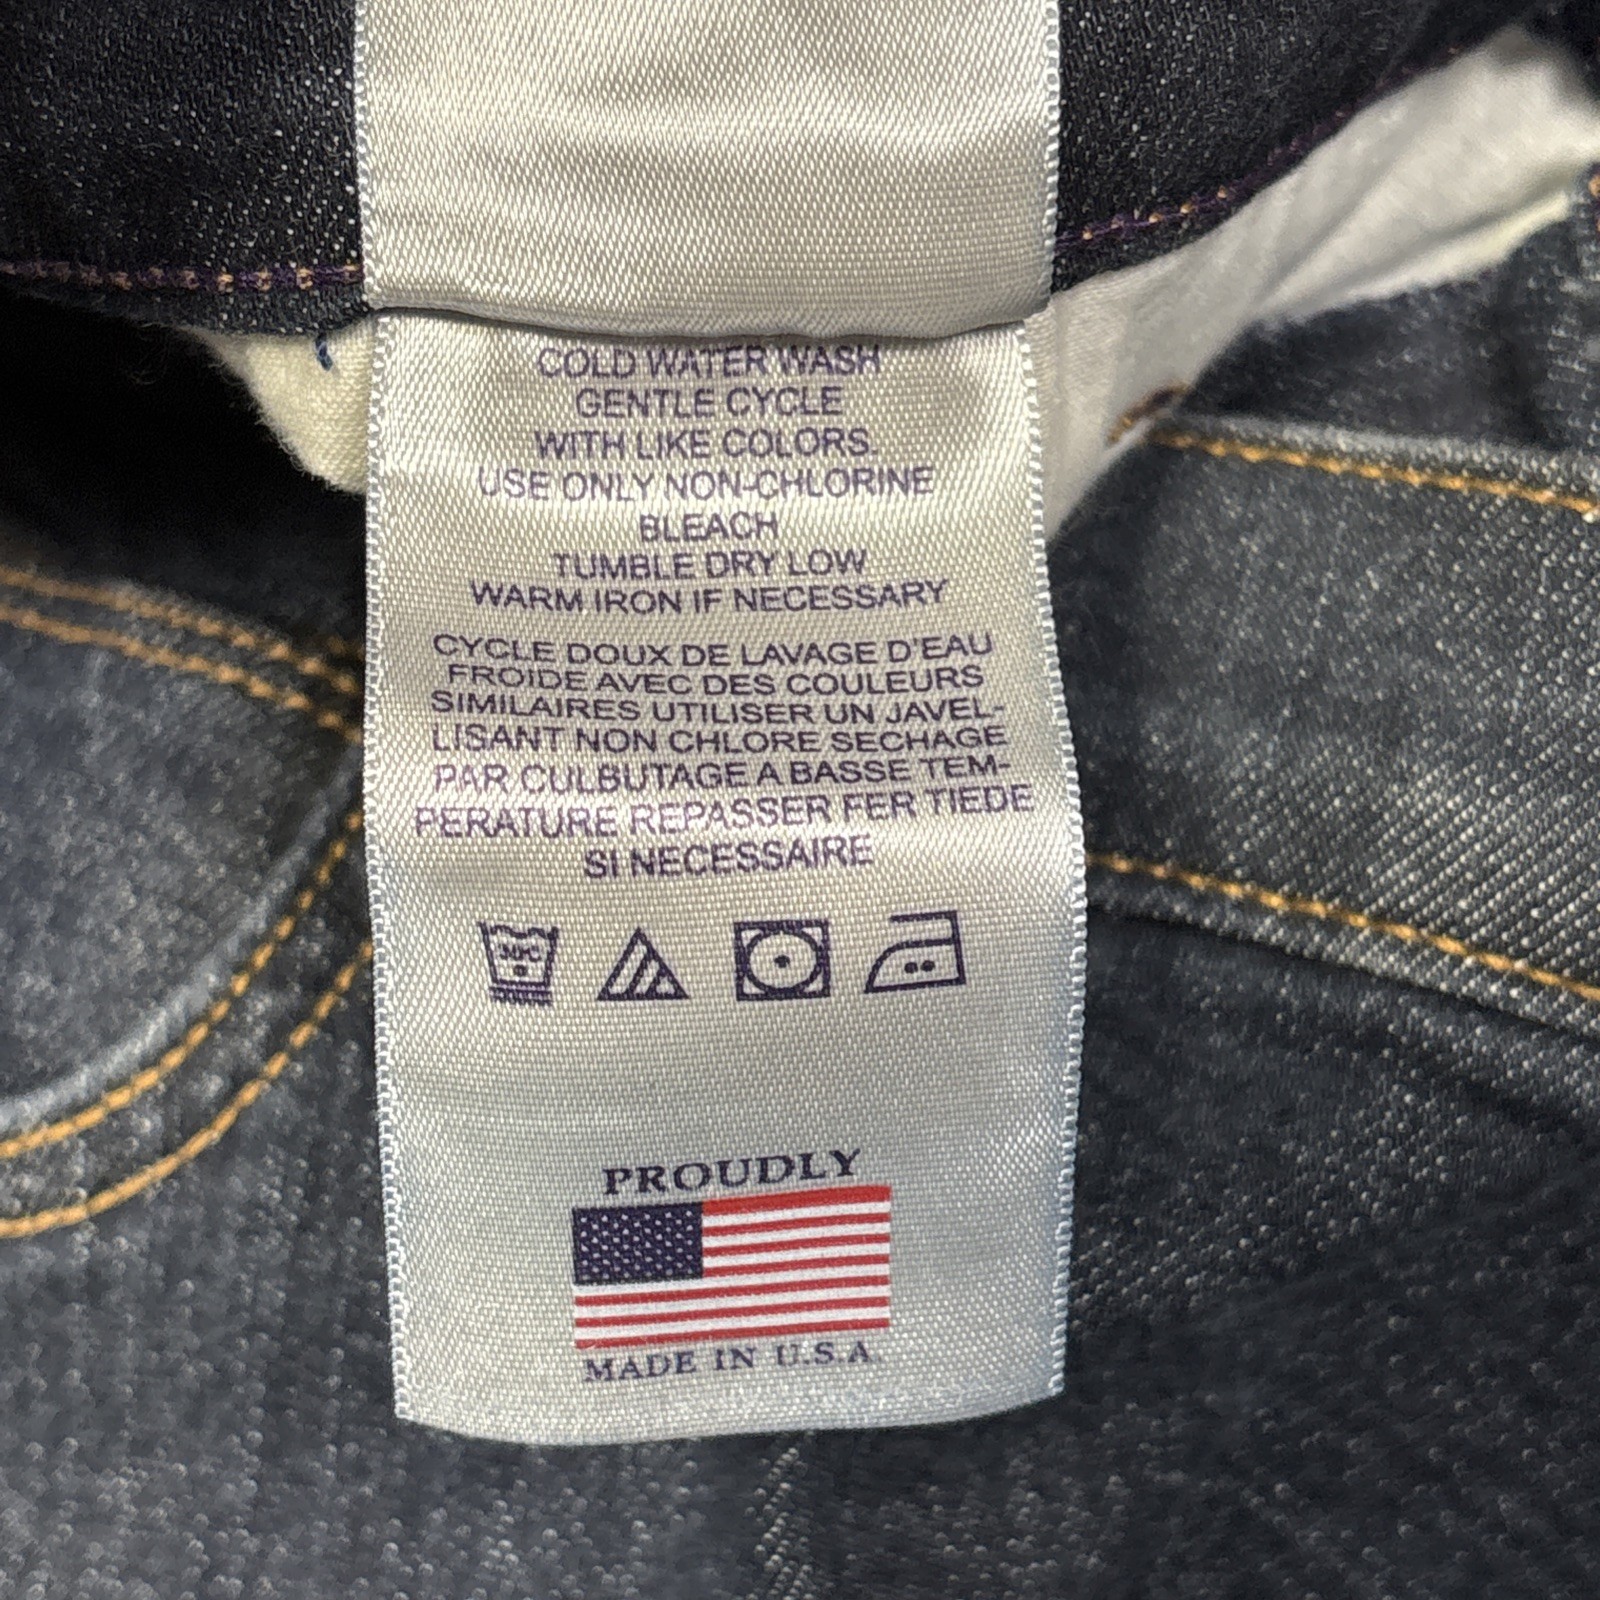 COLD WATER WASH
GENTLE CYCLE
WITH LIKE COLORS.
USE ONLY NON-CHLORINE
BLEACH
TUMBLE DRY LOW
WARM IRON IF NECESSARY
CYCLE DOUX DE LAVAGE D'EAU
FROIDE AVEC DES COULEURS
SIMILAIRES UTILISER UN JAVEL-
LISANT NON CHLORE SECHAGE
PAR CULBUTAGE A BASSE TEM-
PERATURE REPASSER FER TIEDE
SI NECESSAIRE
PROUDLY
MADE IN U.S.A.